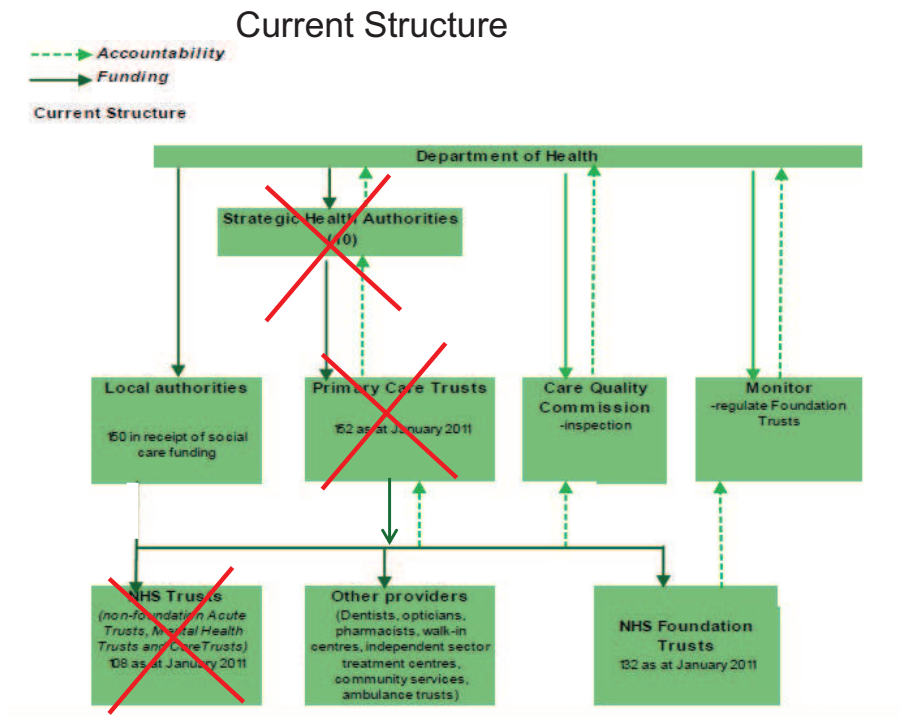 Current Structure
Accountability
Funding
Current Structure
Department of Health
Strategic Health Authorities
(10)
Local authorities
150 in receipt of social
care funding
Primary Care Trusts
152 as at January 2011
Care Quality
Commission
-inspection
Monitor
-regulate Foundation
Trusts
NHS Trusts
(non-foundation Acute
Trusts, Mental Health
Trusts and Care Trusts)
108 as at January 2011
Other providers
(Dentists, opticians,
pharmacists, walk-in
centres, independent sector
treatment centres,
community services,
ambulance trusts)
NHS Foundation
Trusts
132 as at January 2011